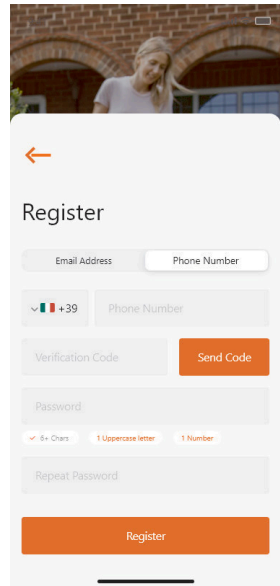 Register
Email Address Phone Number
+39 Phone Number
Verification Code Send Code
Password
6+ Chars 1 Uppercase letter 1 Number
Repeat Password
Register